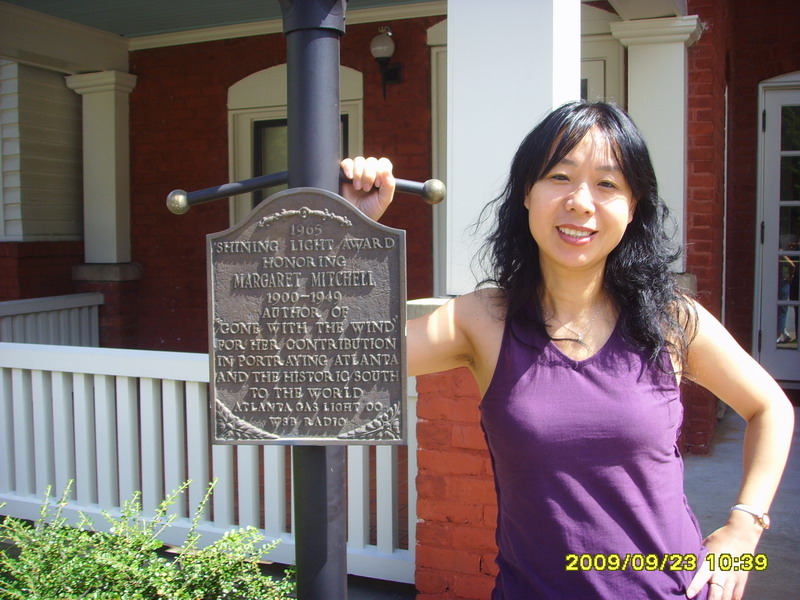 1965
"SHINING LIGHT AWARD"
HONORING
MARGARET MITCHELL
1900-1949
AUTHOR OF
"GONE WITH THE WIND"
FOR HER CONTRIBUTION
IN PORTRAYING ATLANTA
AND THE HISTORIC SOUTH
TO THE WORLD
ATLANTA GAS LIGHT CO.
WSB RADIO
2009/09/23 10:39